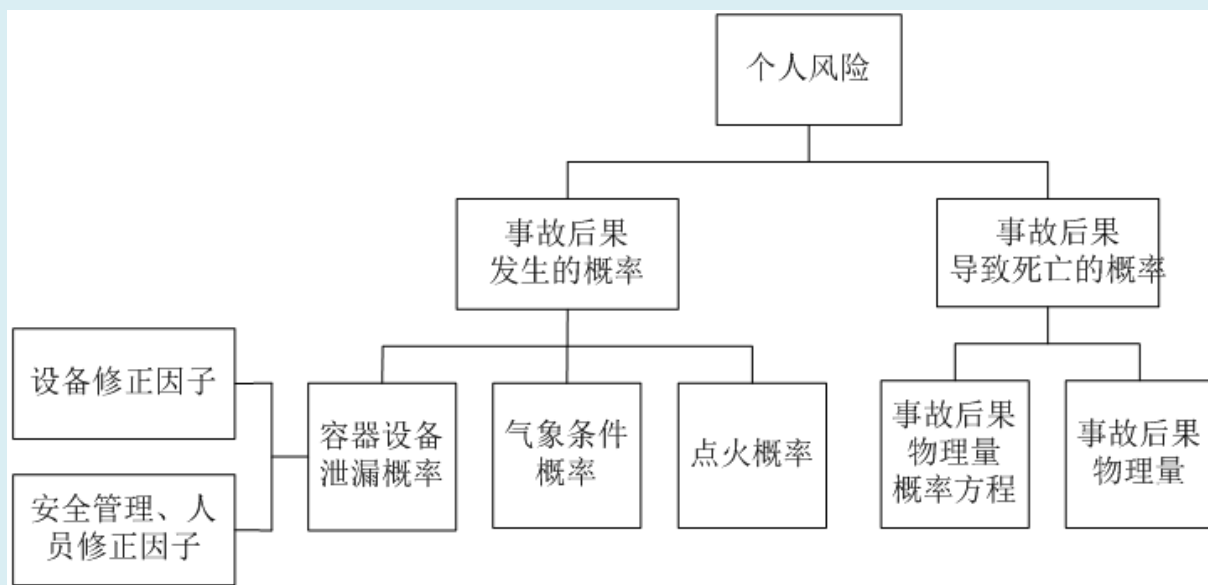 个人风险
事故后果
发生的概率
事故后果
导致死亡的概率
设备修正因子
安全管理、人
员修正因子
容器设备
泄漏概率
气象条件
概率
点火概率
事故后果
物理量
概率方程
事故后果
物理量